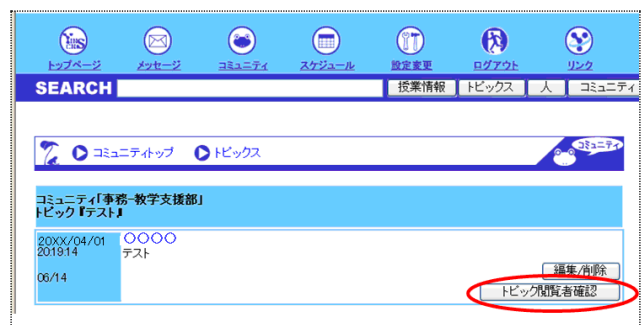 トップページ メッセージ コミュニティ スケジュール 設定変更 ログアウト リンク
SEARCH 授業情報 トピックス 人 コミュニティ
コミュニティトップ トピックス コミュニティ
コミュニティ「事務-教学支援部」
トピック『テスト』
20XX/04/01 〇〇〇〇
20:19:14 テスト
06/14 編集/削除
トピック閲覧者確認